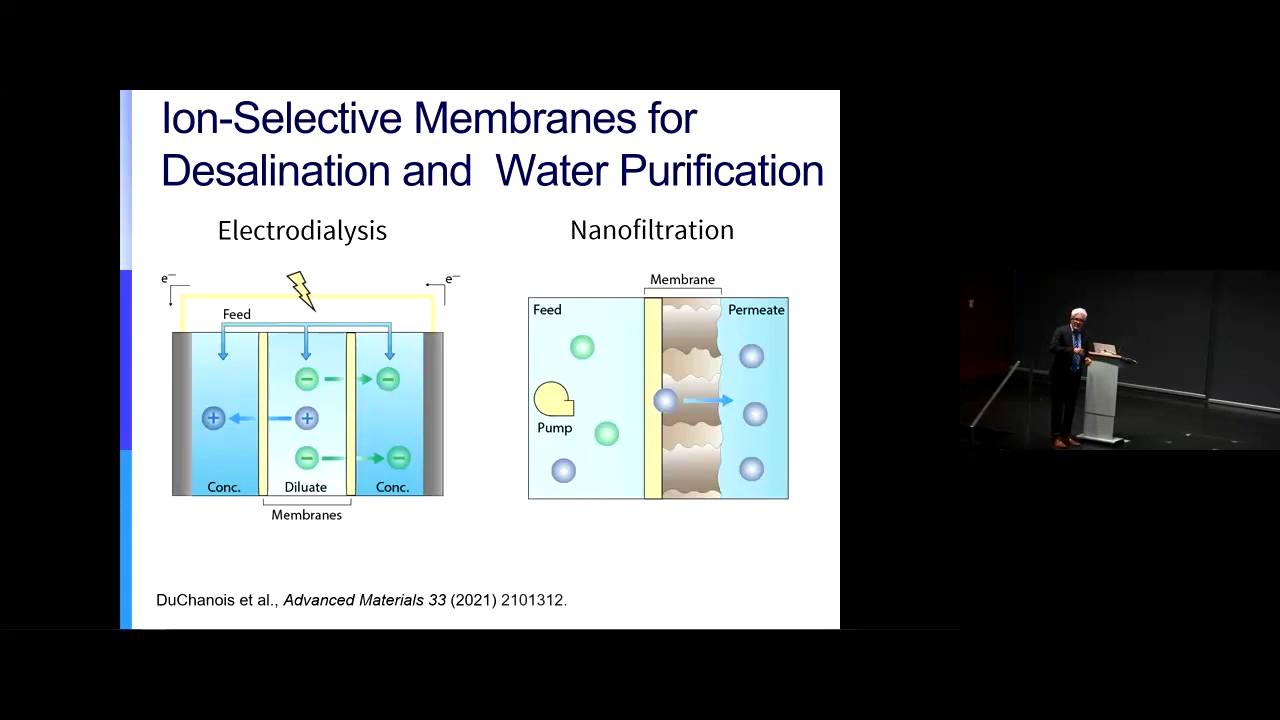 Ion-Selective Membranes for
Desalination and Water Purification
Electrodialysis
e−
e−
Feed
+
−
+
−
−
−
Conc.
Diluate
Conc.
Membranes
Nanofiltration
Membrane
Feed
Permeate
Pump
DuChanois et al., Advanced Materials 33 (2021) 2101312.